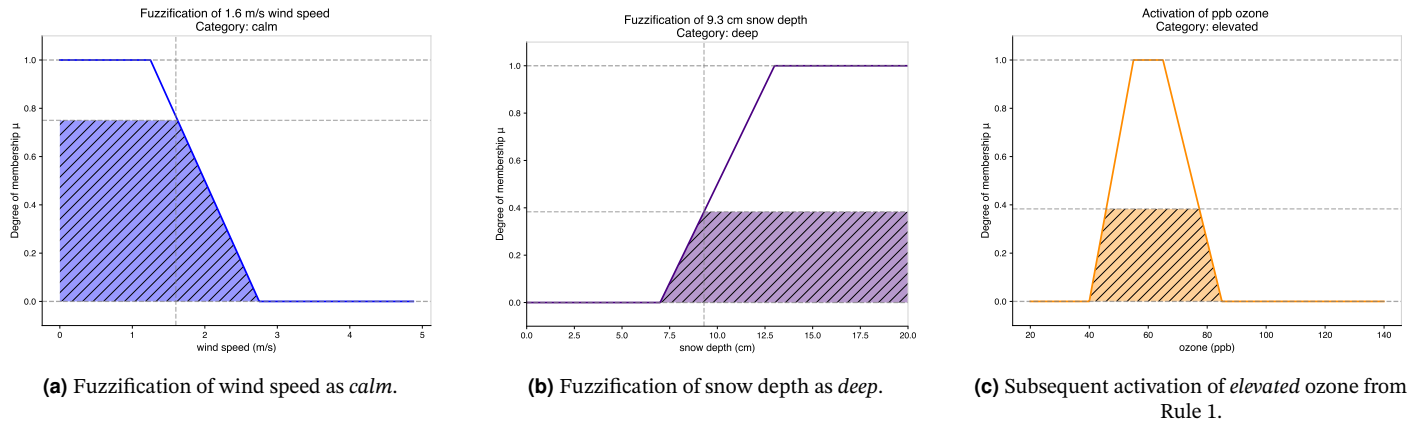 Fuzzification of 1.6 m/s wind speed
Category: calm
Degree of membership μ
1.0
0.8
0.6
0.4
0.2
0.0
0 1 2 3 4 5
wind speed (m/s)
(a) Fuzzification of wind speed as calm.
Fuzzification of 9.3 cm snow depth
Category: deep
Degree of membership μ
1.0
0.8
0.6
0.4
0.2
0.0
0.0 2.5 5.0 7.5 10.0 12.5 15.0 17.5 20.0
snow depth (cm)
(b) Fuzzification of snow depth as deep.
Activation of ppb ozone
Category: elevated
Degree of membership μ
1.0
0.8
0.6
0.4
0.2
0.0
20 40 60 80 100 120 140
ozone (ppb)
(c) Subsequent activation of elevated ozone from
Rule 1.